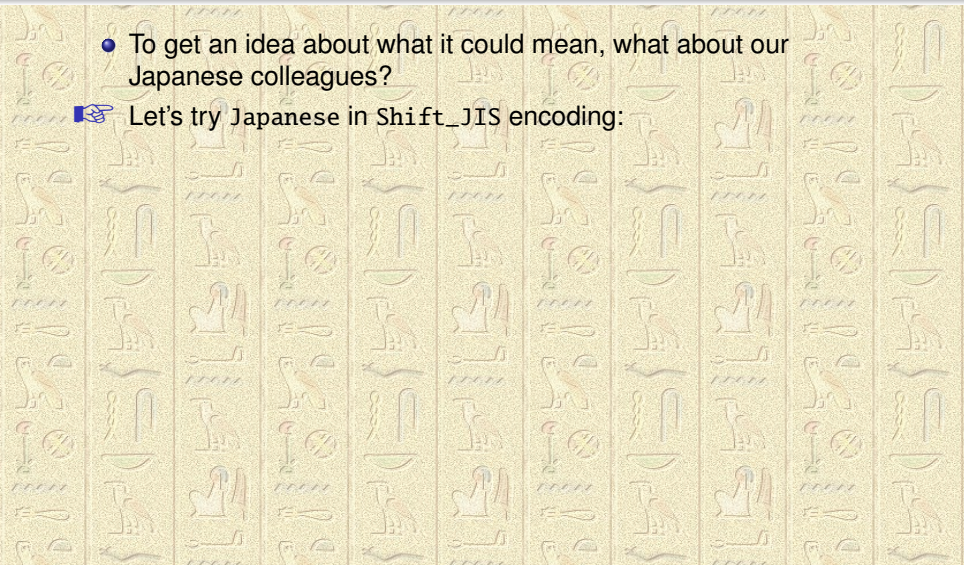 To get an idea about what it could mean, what about our
Japanese colleagues?
Let's try Japanese in Shift_JIS encoding: